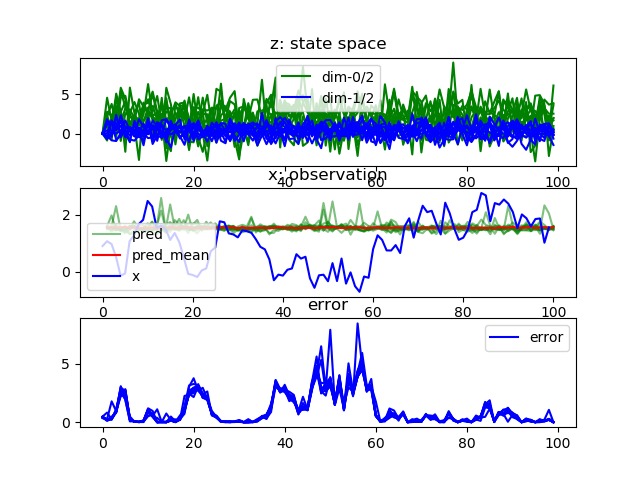 z: state space
5
0
dim-0/2
dim-1/2
0 20 40 60 80 100
x: observation
2
0
pred
pred_mean
x
0 20 40 60 80 100
error
5
0
error
0 20 40 60 80 100